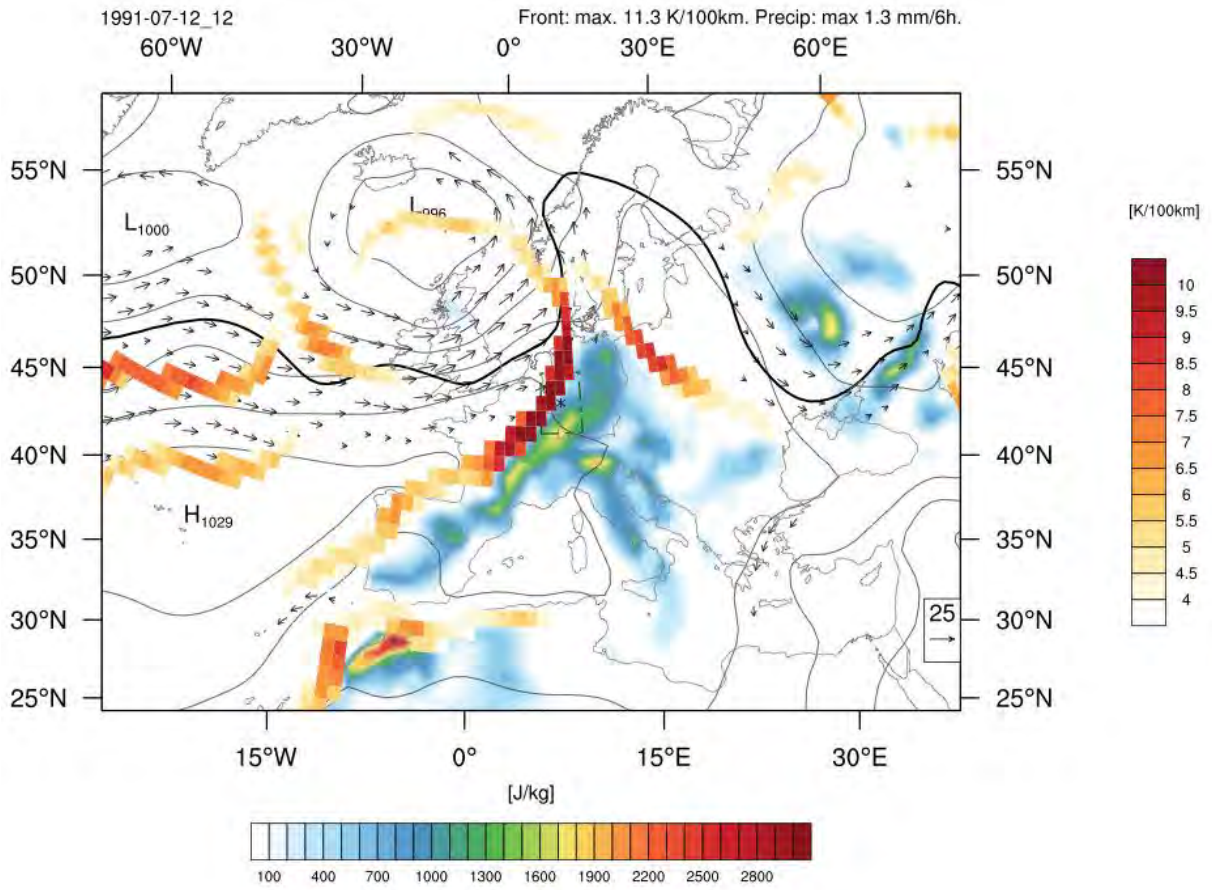 1991-07-12_12 Front: max. 11.3 K/100km. Precip: max 1.3 mm/6h.
60°W 30°W 0° 30°E 60°E
55°N 55°N
L996
L1000
[K/100km]
50°N 50°N
10
9.5
9
8.5
45°N 45°N
8
7.5
7
40°N 40°N
6.5
6
H1029
5.5
35°N 35°N
5
4.5
4
30°N 25 30°N
25°N 25°N
15°W 0° 15°E 30°E
[J/kg]
100 400 700 1000 1300 1600 1900 2200 2500 2800